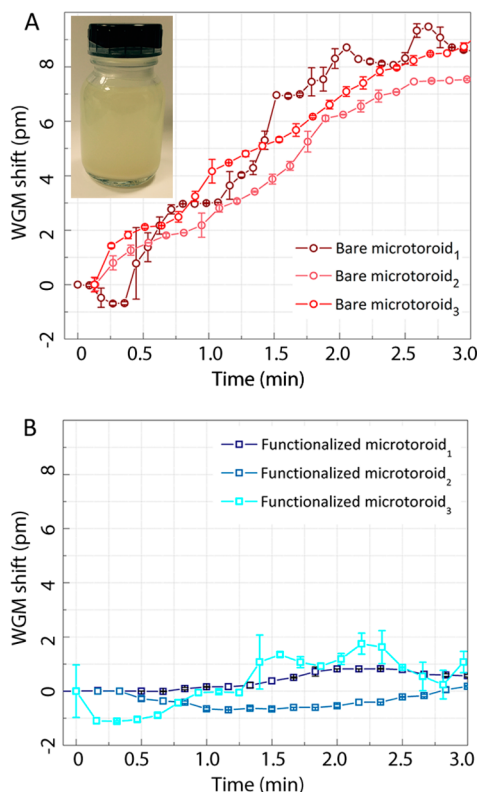 A
WGM shift (pm)
8
6
4
2
0
-2
Bare microtoroid1
Bare microtoroid2
Bare microtoroid3
0 0.5 1.0 1.5 2.0 2.5 3.0
Time (min)
B
WGM shift (pm)
8
6
4
2
0
-2
Functionalized microtoroid1
Functionalized microtoroid2
Functionalized microtoroid3
0 0.5 1.0 1.5 2.0 2.5 3.0
Time (min)